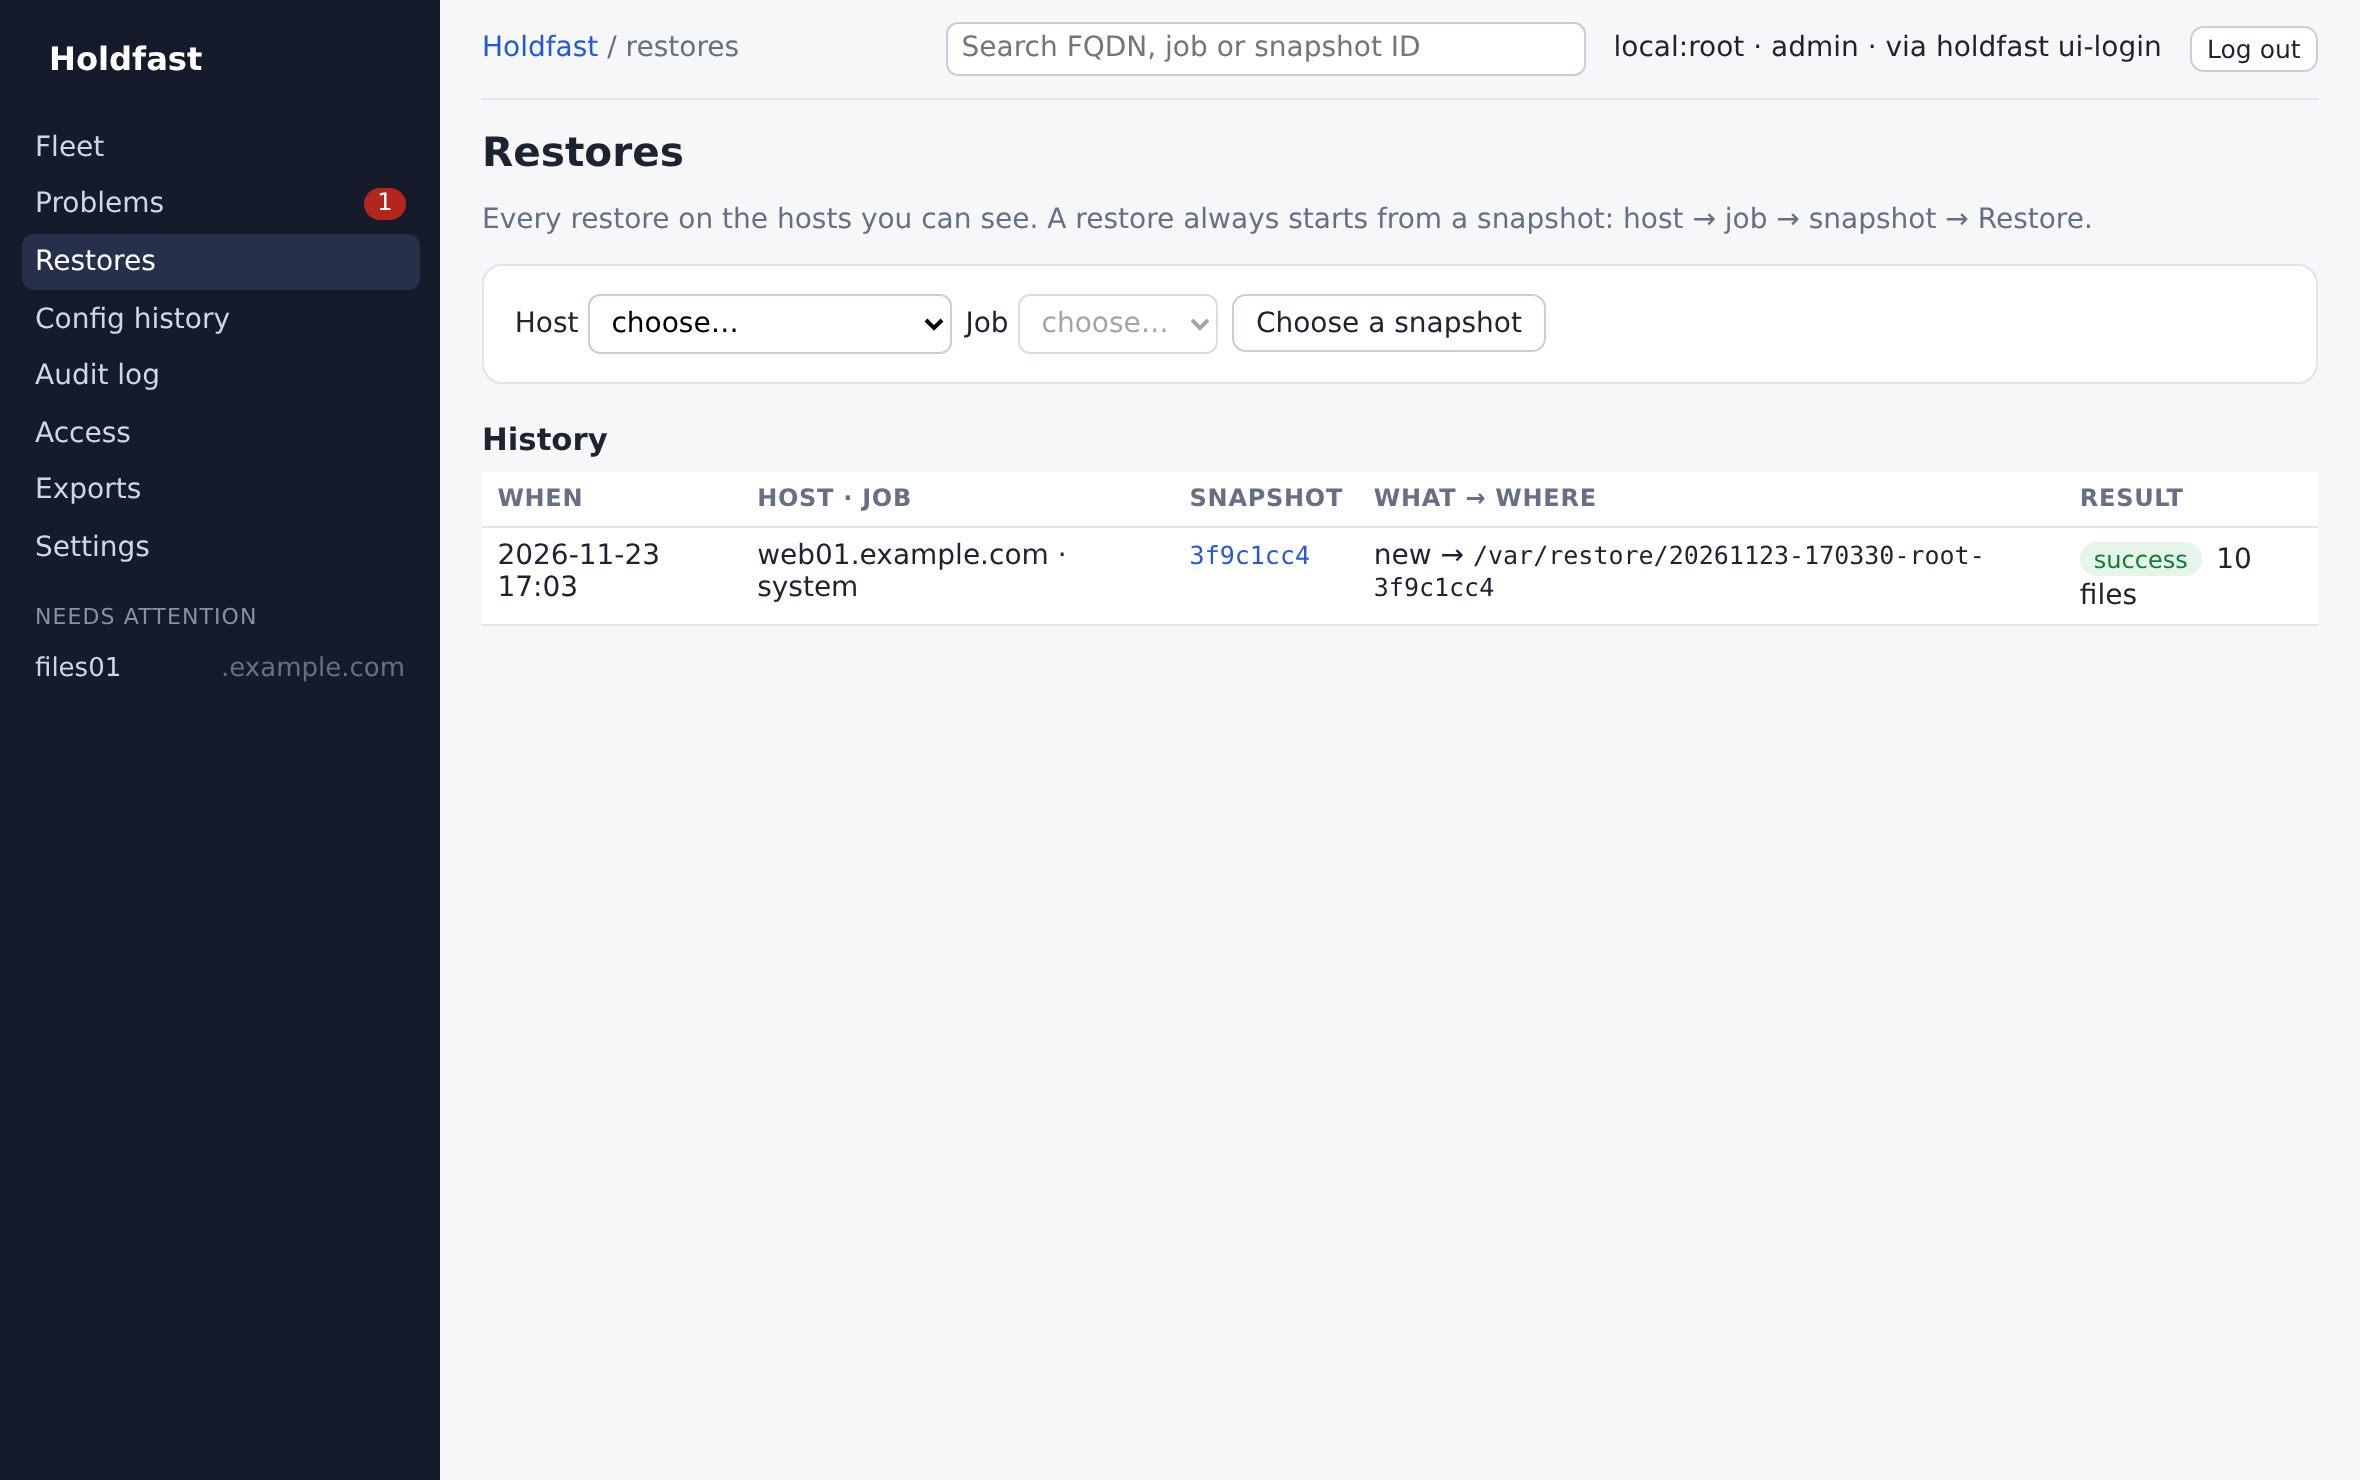 Holdfast
Fleet
Problems 1
Restores
Config history
Audit log
Access
Exports
Settings
NEEDS ATTENTION
files01 .example.com
Holdfast / restores
Search FQDN, job or snapshot ID
local:root · admin · via holdfast ui-login
Log out
Restores
Every restore on the hosts you can see. A restore always starts from a snapshot: host → job → snapshot → Restore.
Host choose... Job choose... Choose a snapshot
History
WHEN HOST · JOB SNAPSHOT WHAT → WHERE RESULT
2026-11-23 web01.example.com · 3f9c1cc4 new → /var/restore/20261123-170330-root- success 10
17:03 system 3f9c1cc4 files